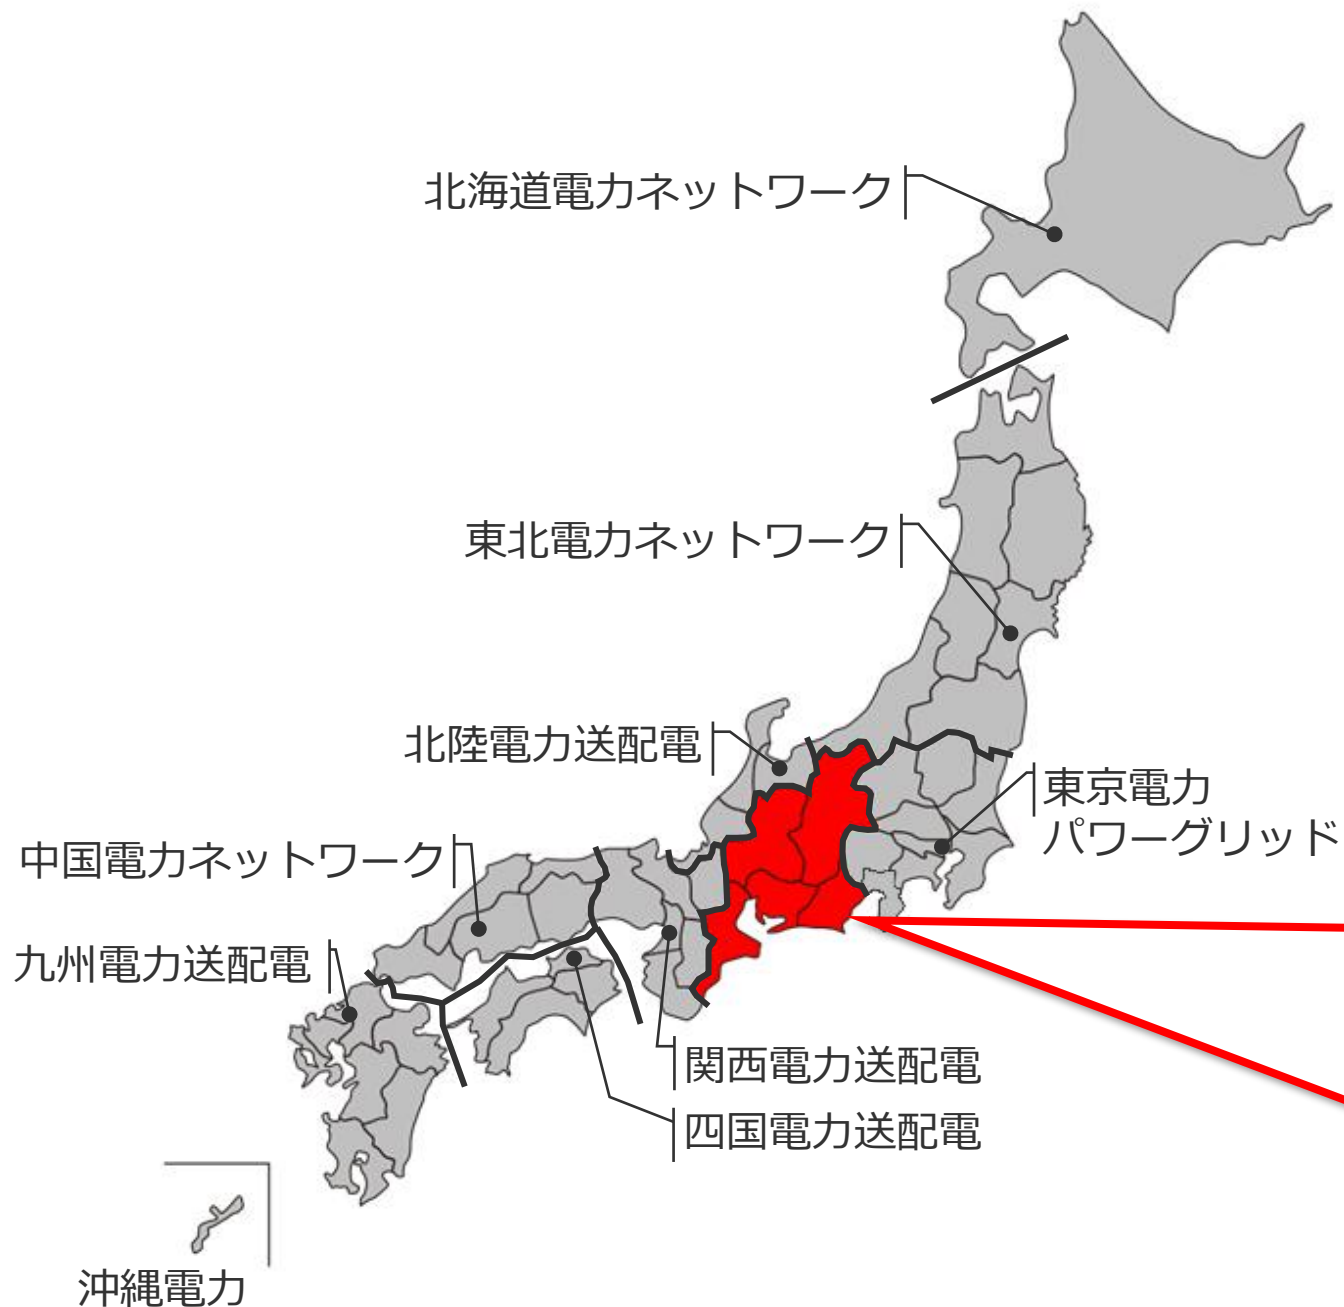 北海道電力ネットワーク
東北電力ネットワーク
北陸電力送配電
東京電力
パワーグリッド
中国電力ネットワーク
九州電力送配電
関西電力送配電
四国電力送配電
沖縄電力